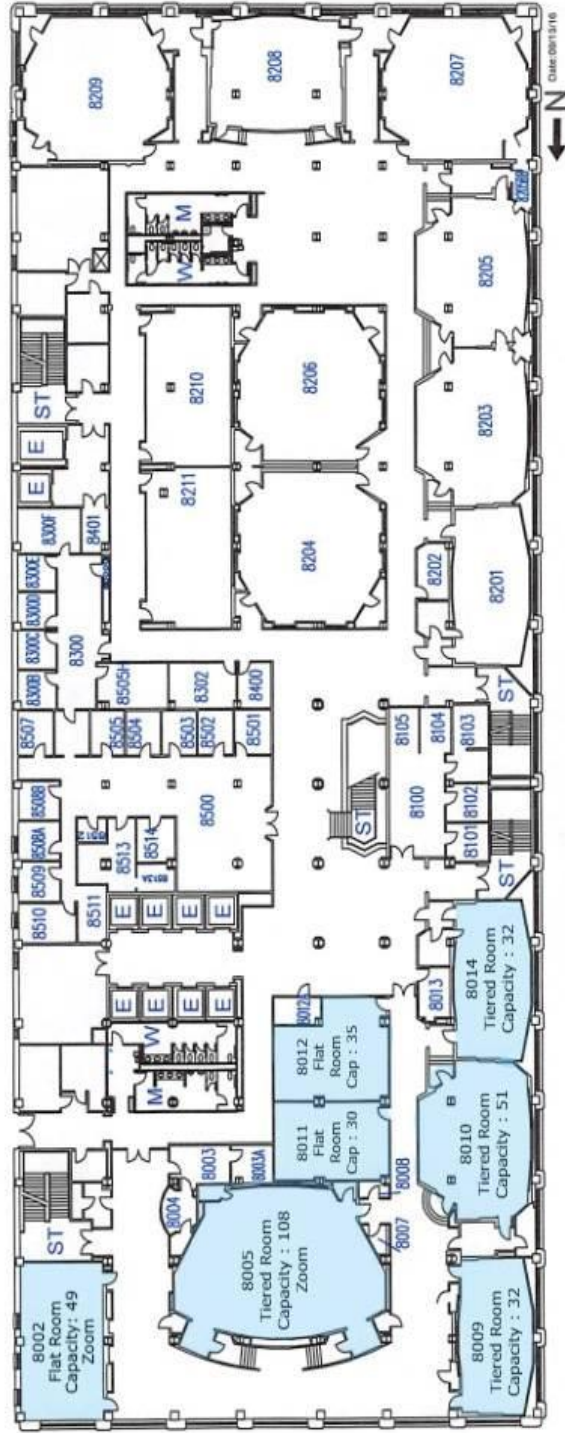 8002
Flat Room
Capacity: 49
Zoom
ST
8510
8509
8508A
8508B
8507
8300B
8300C
8300D
8300E
8300F
E
E
ST
8209
8511
8513
8514
8505
8504
8503
8502
8501
8500
8300
8505H
8302
8400
8401
E
E
E
E
E
E
E
E
M
W
8004
8003
8003A
8005
Tiered Room
Capacity : 108
Zoom
8011
Flat
Room
Cap : 30
8012
Flat
Room
Cap : 35
8012A
8211
8210
8204
8206
W
M
8208
8007
8008
8013
ST
8100
8105
8104
8103
8102
8101
8202
8009
Tiered Room
Capacity : 32
8010
Tiered Room
Capacity : 51
8014
Tiered Room
Capacity : 32
ST
ST
8201
8203
8205
8207
N
Date:09/13/16